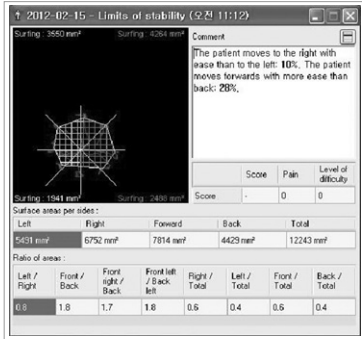 2012-02-15 - Limits of stability (오전 11:12)
Surfing : 3550 mm² Surfing : 4264 mm²
Comment
The patient moves to the right with
ease than to the left: 10%, The patient
moves forwards with more ease than
back: 28%,
Score Pain Level of difficulty
Surfing : 1941 mm² Surfing : 2488 mm²
Score - 0 0
Surface areas per sides :
Left Right Forward Back Total
5491 mm² 6752 mm² 7814 mm² 4429 mm² 12243 mm²
Ratio of areas :
Left / Right Front / Back Front right / Back Front left / Back left Right / Total Left / Total Front / Total Back / Total
0.8 1.8 1.7 1.8 0.6 0.4 0.6 0.4